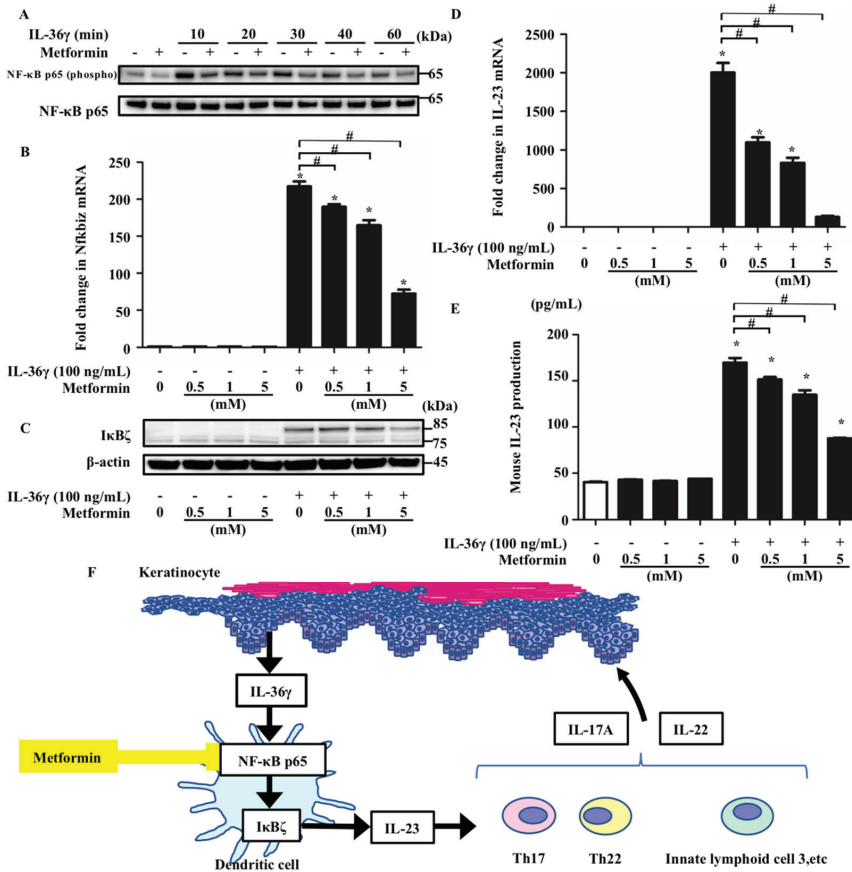 A
IL-36γ (min) 10 20 30 40 60 (kDa)
Metformin - + - + - + - + - + - +
NF-κB p65 (phospho) 65
NF-κB p65 65
B
Fold change in Nfkbiz mRNA
250
200
150
100
50
0
# # #
* * * *
IL-36γ (100 ng/mL) - - - - + + + +
Metformin 0 0.5 1 5 0 0.5 1 5
(mM) (mM)
C
(kDa)
IκBζ 85
75
β-actin 45
IL-36γ (100 ng/mL) - - - - + + + +
Metformin 0 0.5 1 5 0 0.5 1 5
(mM) (mM)
D
Fold change in IL-23 mRNA
2500
2000
1500
1000
500
0
# # #
* * *
IL-36γ (100 ng/mL) - - - - + + + +
Metformin 0 0.5 1 5 0 0.5 1 5
(mM) (mM)
E
(pg/mL)
Mouse IL-23 production
200
150
100
50
0
# # #
* * * *
IL-36γ (100 ng/mL) - - - - + + + +
Metformin 0 0.5 1 5 0 0.5 1 5
(mM) (mM)
F
Keratinocyte
IL-36γ
Metformin
NF-κB p65
IκBζ
Dendritic cell
IL-23
IL-17A
IL-22
Th17
Th22
Innate lymphoid cell 3,etc